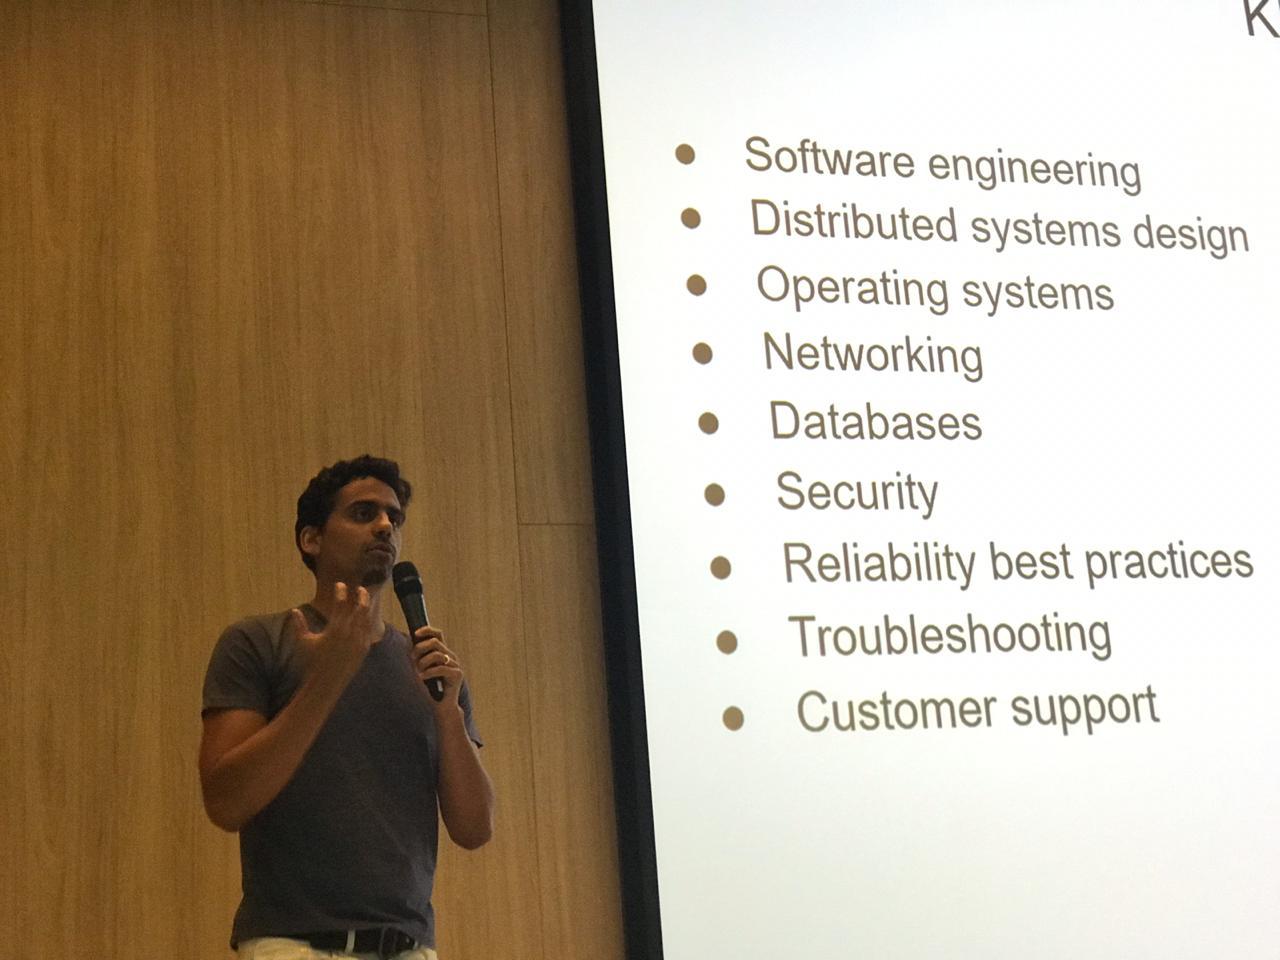 Software engineering
Distributed systems design
Operating systems
Networking
Databases
Security
Reliability best practices
Troubleshooting
Customer support